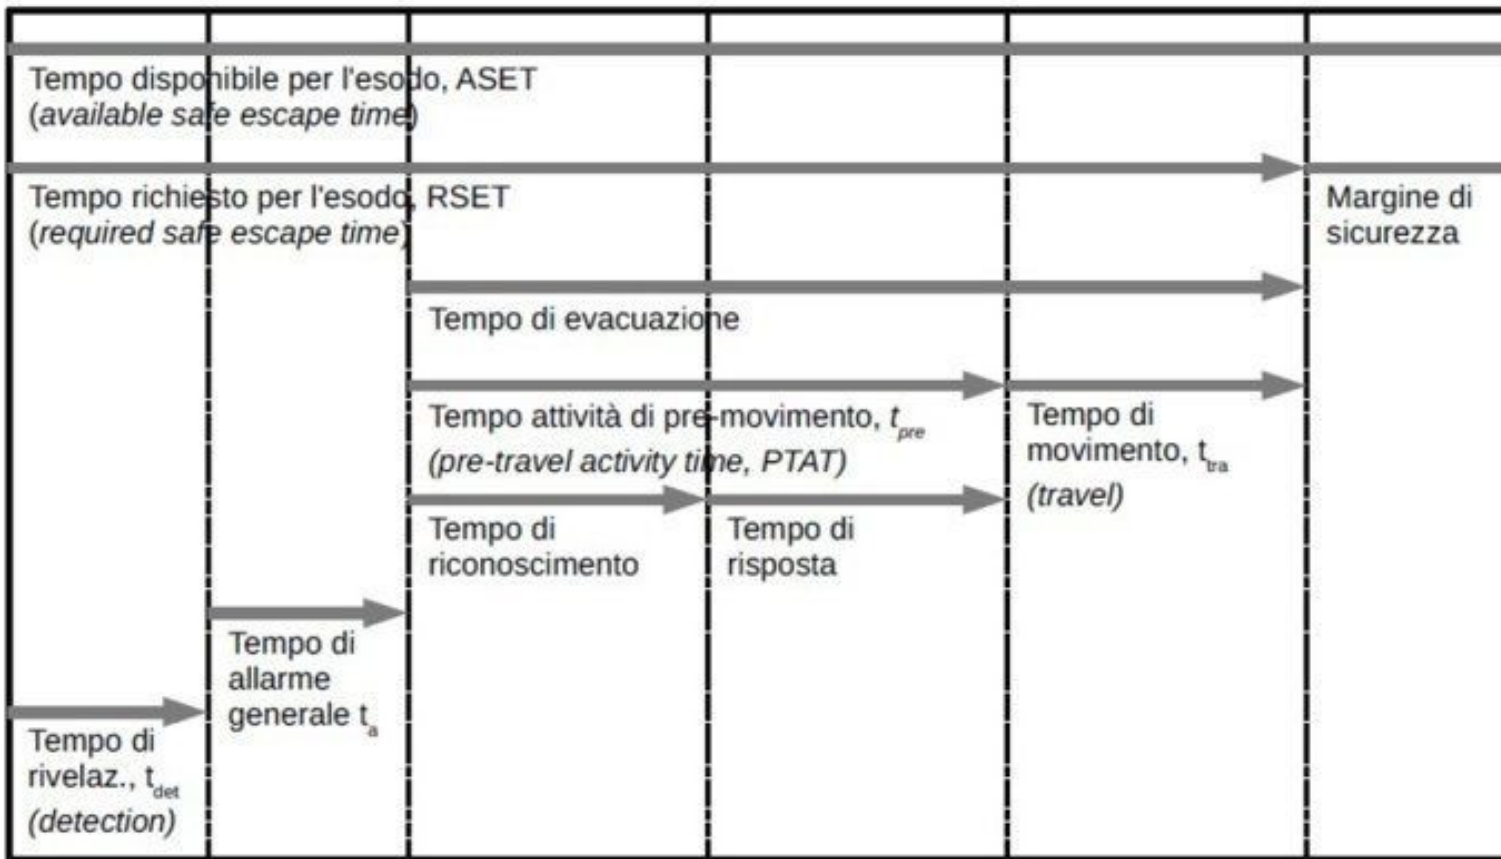 Tempo disponibile per l'esodo, ASET
(available safe escape time)
Tempo richiesto per l'esodo, RSET
(required safe escape time)
Margine di
sicurezza
Tempo di evacuazione
Tempo attività di pre-movimento, tpre
(pre-travel activity time, PTAT)
Tempo di
movimento, ttra
(travel)
Tempo di
riconoscimento
Tempo di
risposta
Tempo di
allarme
generale ta
Tempo di
rivelaz., tdet
(detection)